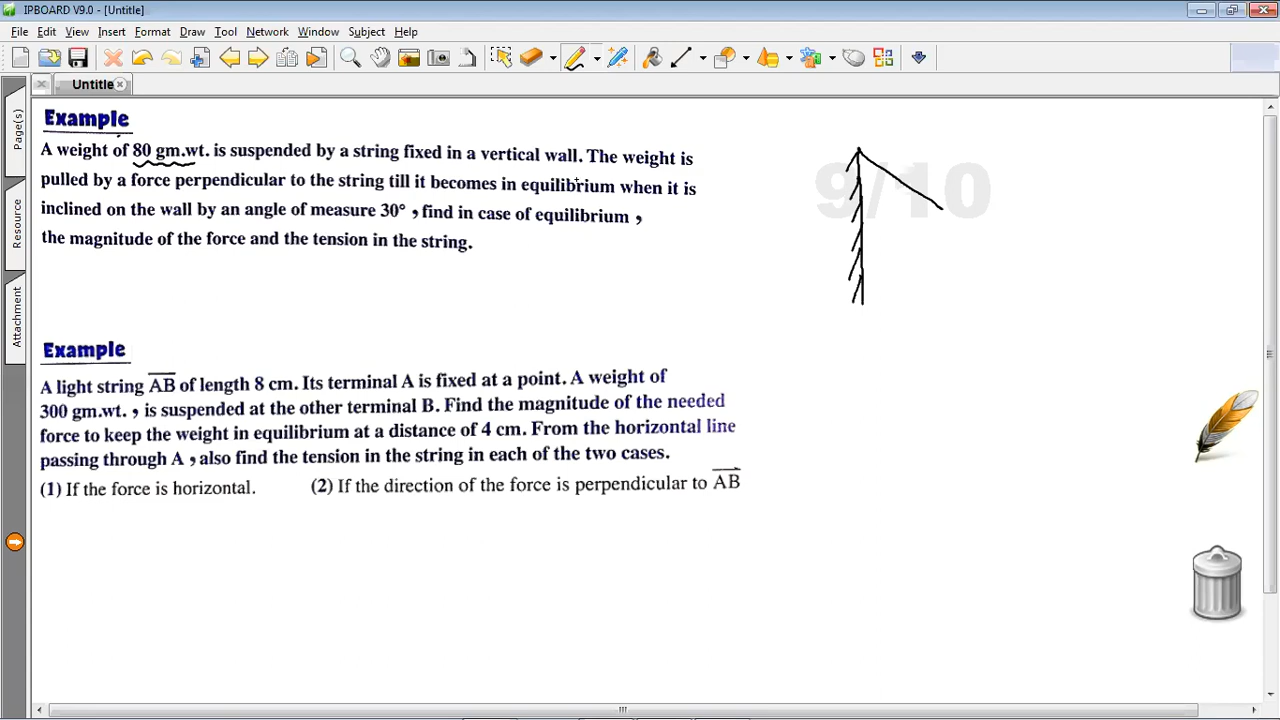 IPBOARD V9.0 - [Untitled]
File Edit View Insert Format Draw Tool Network Window Subject Help
Untitle
Page(s)
Resource
Attachment
Example
A weight of 80 gm.wt. is suspended by a string fixed in a vertical wall. The weight is
pulled by a force perpendicular to the string till it becomes in equilibrium when it is
inclined on the wall by an angle of measure 30° , find in case of equilibrium ,
the magnitude of the force and the tension in the string.
9/10
Example
A light string AB of length 8 cm. Its terminal A is fixed at a point. A weight of
300 gm.wt. , is suspended at the other terminal B. Find the magnitude of the needed
force to keep the weight in equilibrium at a distance of 4 cm. From the horizontal line
passing through A , also find the tension in the string in each of the two cases.
(1) If the force is horizontal. (2) If the direction of the force is perpendicular to AB